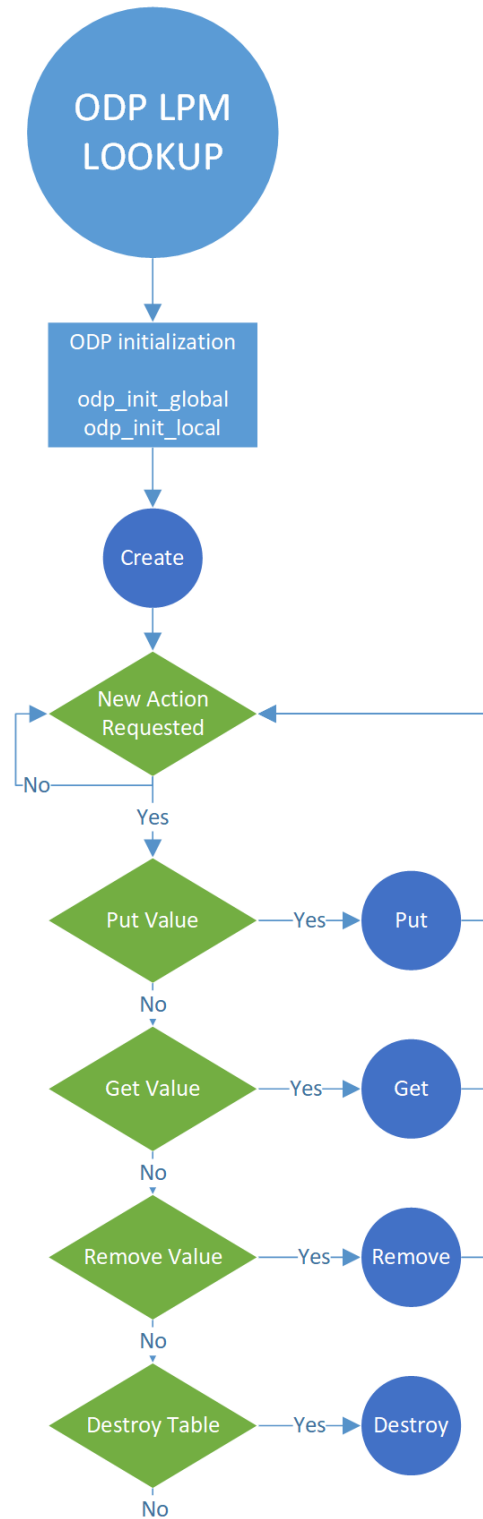 ODP LPM
LOOKUP
ODP initialization
odp_init_global
odp_init_local
Create
New Action
Requested
No
Yes
Put Value
Yes
Put
No
Get Value
Yes
Get
No
Remove Value
Yes
Remove
No
Destroy Table
Yes
Destroy
No